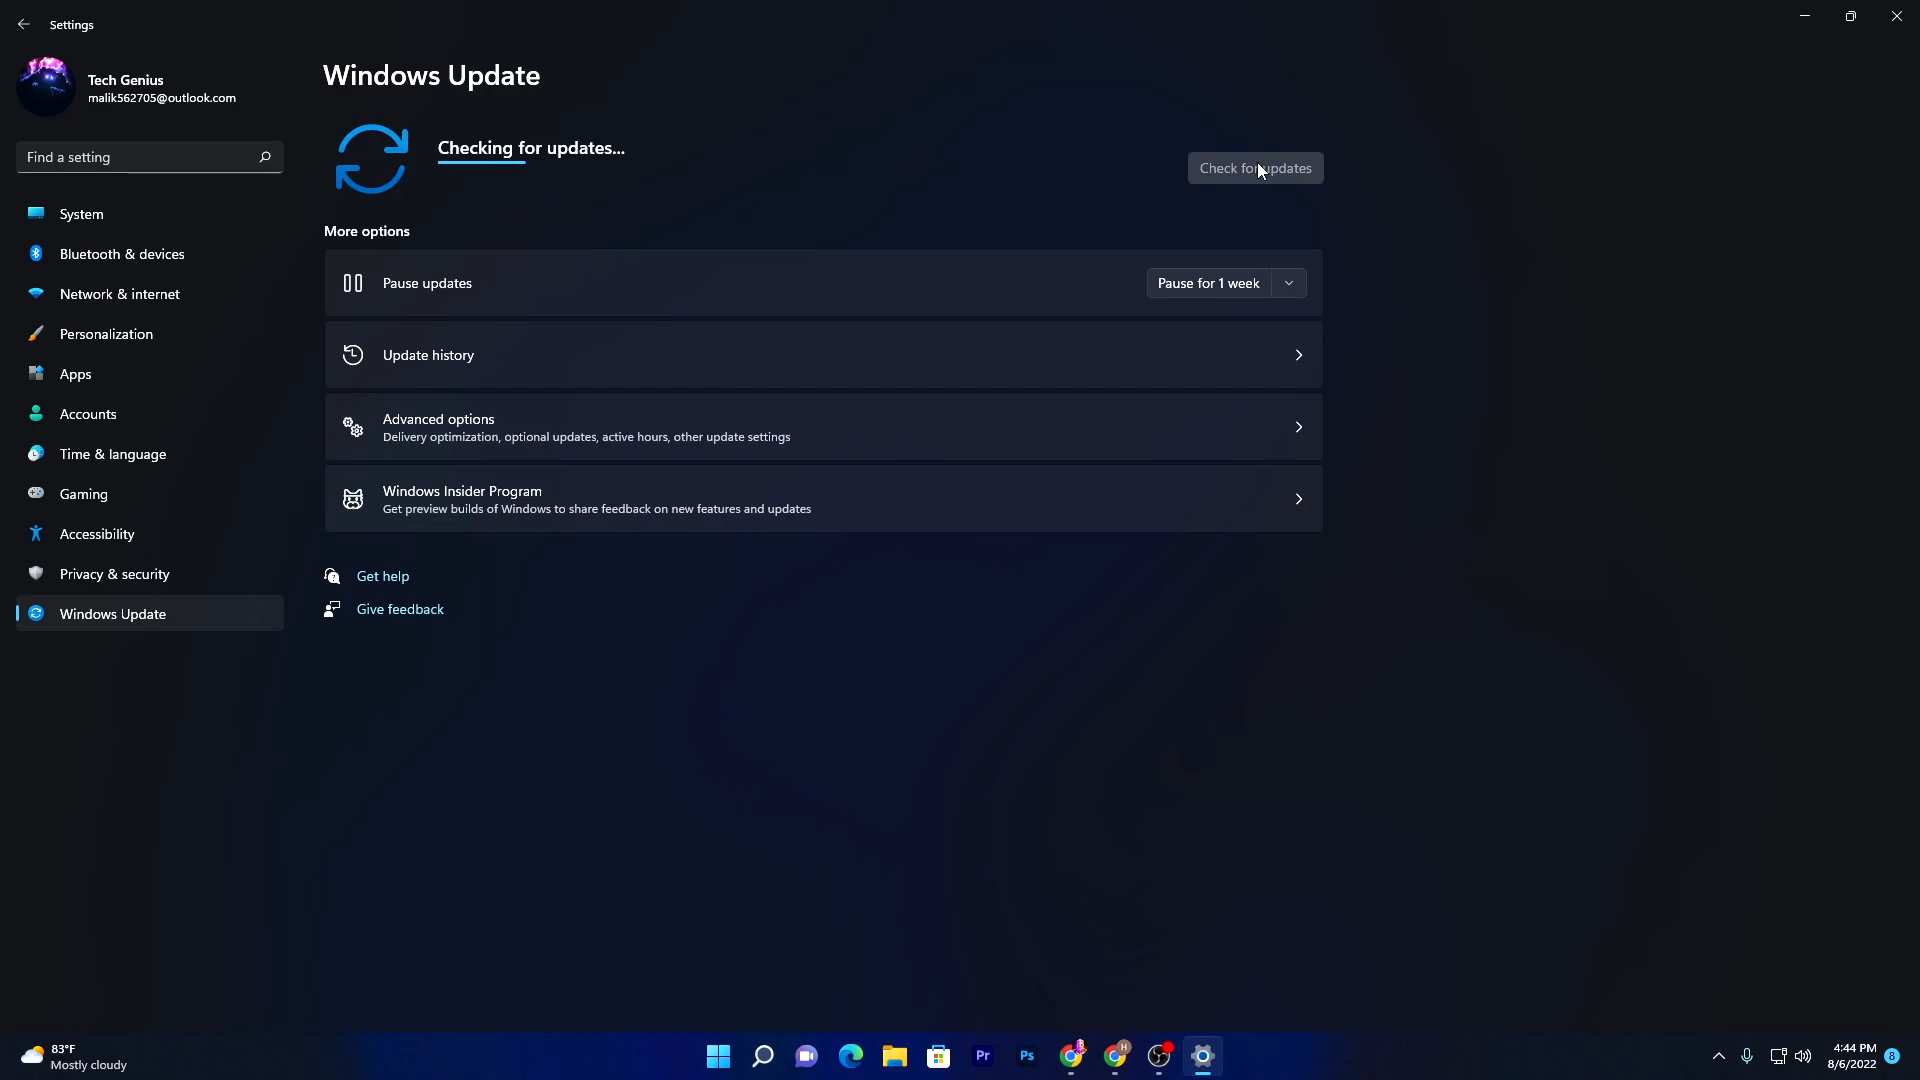 Settings
Tech Genius
malik562705@outlook.com
Find a setting
System
Bluetooth & devices
Network & internet
Personalization
Apps
Accounts
Time & language
Gaming
Accessibility
Privacy & security
Windows Update
Windows Update
Checking for updates...
Check for updates
More options
Pause updates
Pause for 1 week
Update history
Advanced options
Delivery optimization, optional updates, active hours, other update settings
Windows Insider Program
Get preview builds of Windows to share feedback on new features and updates
Get help
Give feedback
83°F
Mostly cloudy
Pr
Ps
H
4:44 PM
8/6/2022
8